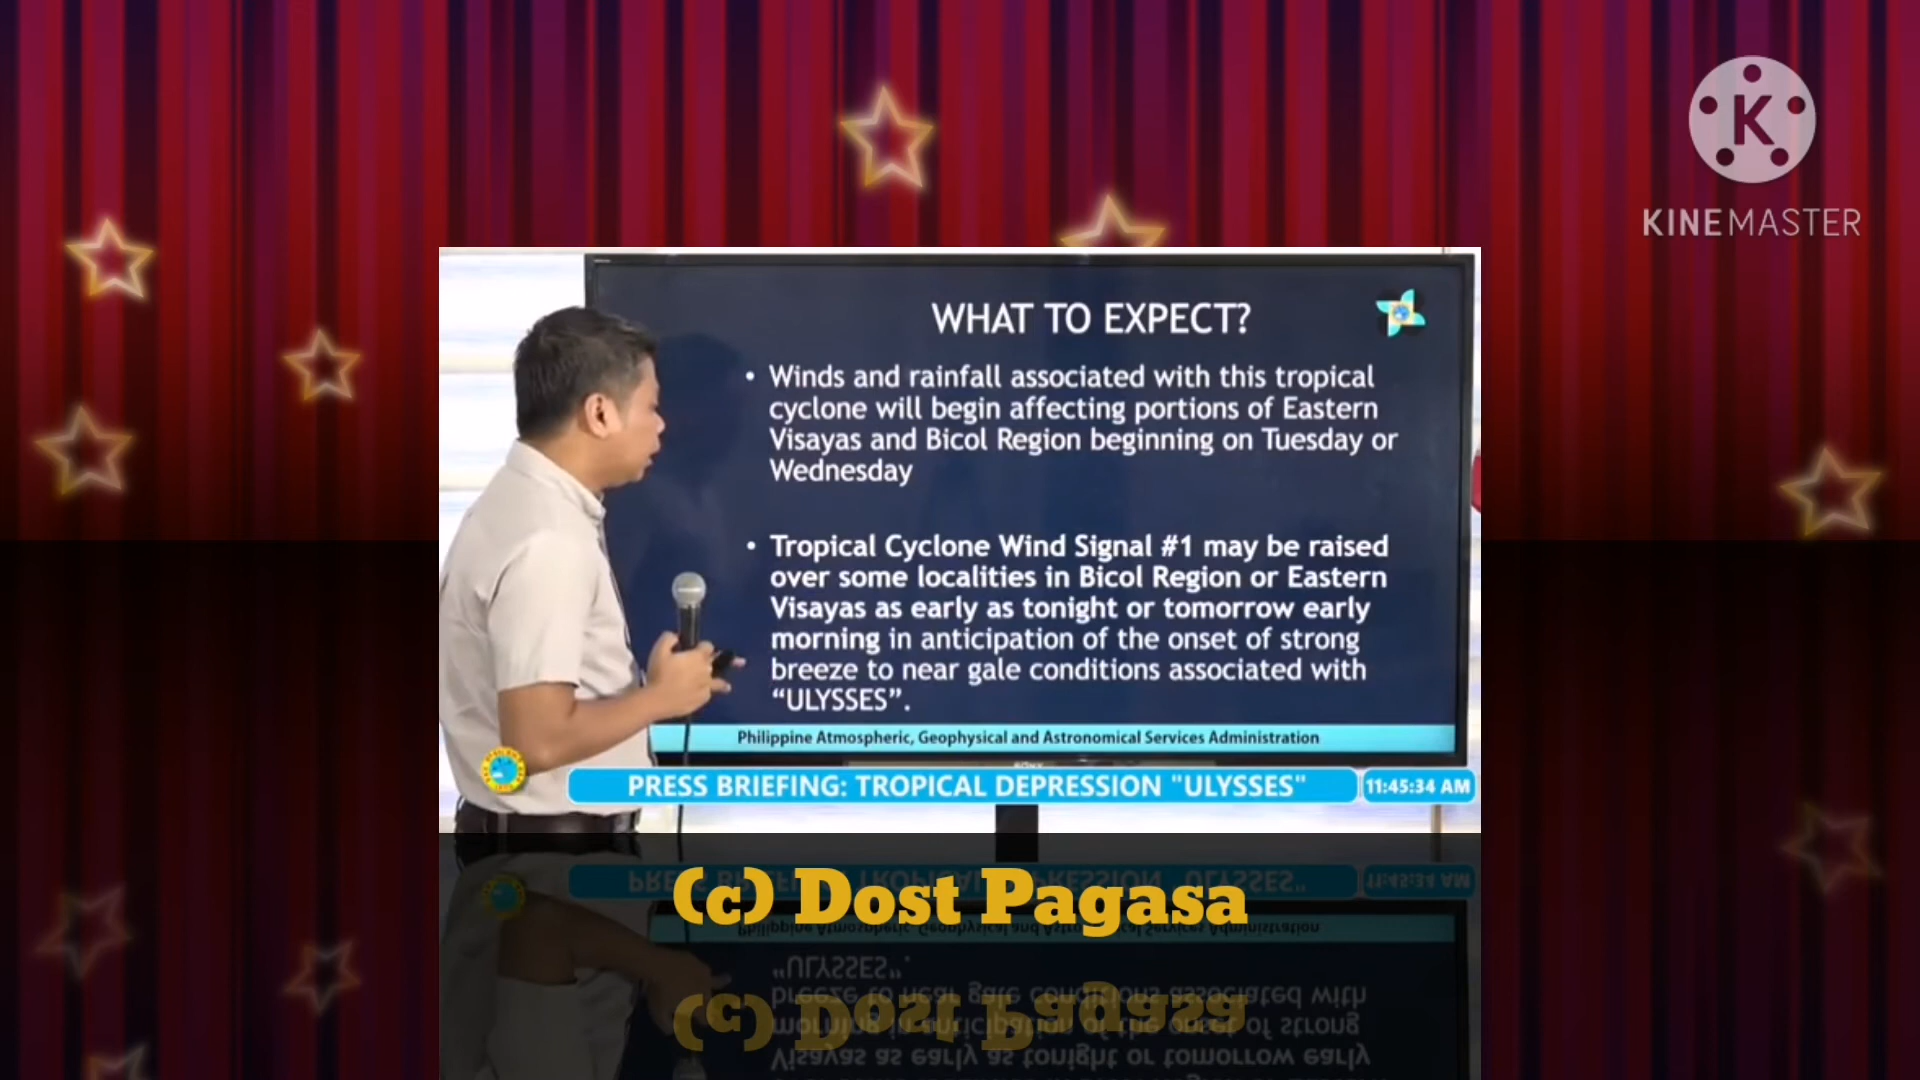 KINEMASTER
WHAT TO EXPECT?
• Winds and rainfall associated with this tropical
cyclone will begin affecting portions of Eastern
Visayas and Bicol Region beginning on Tuesday or
Wednesday
• Tropical Cyclone Wind Signal #1 may be raised
over some localities in Bicol Region or Eastern
Visayas as early as tonight or tomorrow early
morning in anticipation of the onset of strong
breeze to near gale conditions associated with
“ULYSSES”.
Philippine Atmospheric, Geophysical and Astronomical Services Administration
SONY
PRESS BRIEFING: TROPICAL DEPRESSION "ULYSSES"
11:45:34 AM
(c) Dost Pagasa